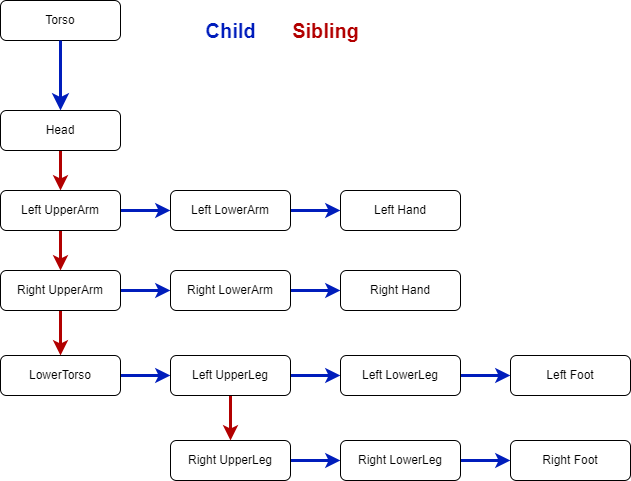 Torso
Child Sibling
Head
Left UpperArm Left LowerArm Left Hand
Right UpperArm Right LowerArm Right Hand
LowerTorso Left UpperLeg Left LowerLeg Left Foot
Right UpperLeg Right LowerLeg Right Foot